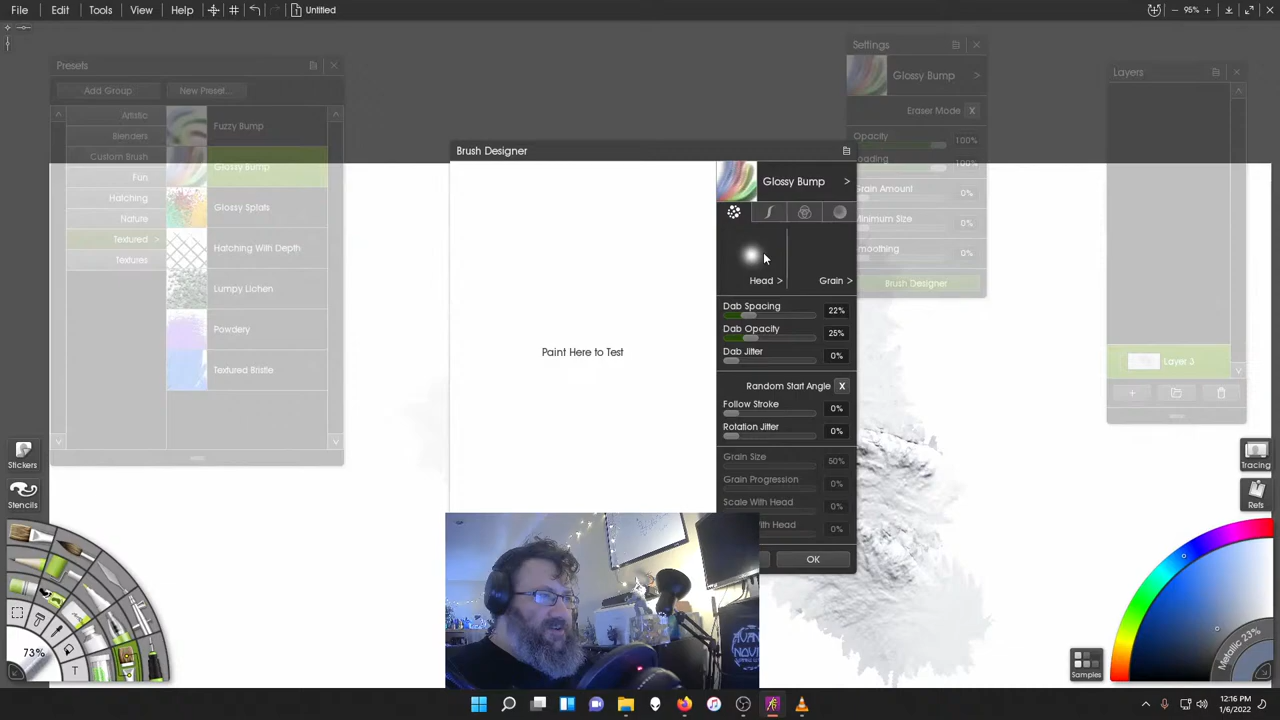 File Edit Tools View Help Untitled 95%
Presets
Add Group New Preset...
Artistic
Blenders
Custom Brush
Fun
Hatching
Nature
Textured >
Textures
Fuzzy Bump
Glossy Bump
Glossy Splats
Hatching With Depth
Lumpy Lichen
Powdery
Textured Bristle
Brush Designer
Paint Here to Test
Glossy Bump >
Head > Grain >
Dab Spacing 22%
Dab Opacity 25%
Dab Jitter 0%
Random Start Angle X
Follow Stroke 0%
Rotation Jitter 0%
Grain Size 50%
Grain Progression 0%
Scale With Head 0%
With Head 0%
OK
Settings
Glossy Bump >
Eraser Mode X
Opacity 100%
100%
Grain Amount 0%
Minimum Size 0%
Smoothing 0%
Brush Designer
Layers
Layer 3
Stickers
Stencils
73%
T
Tracing
Refs
Samples
Metallic 23%
12:16 PM
1/6/2022